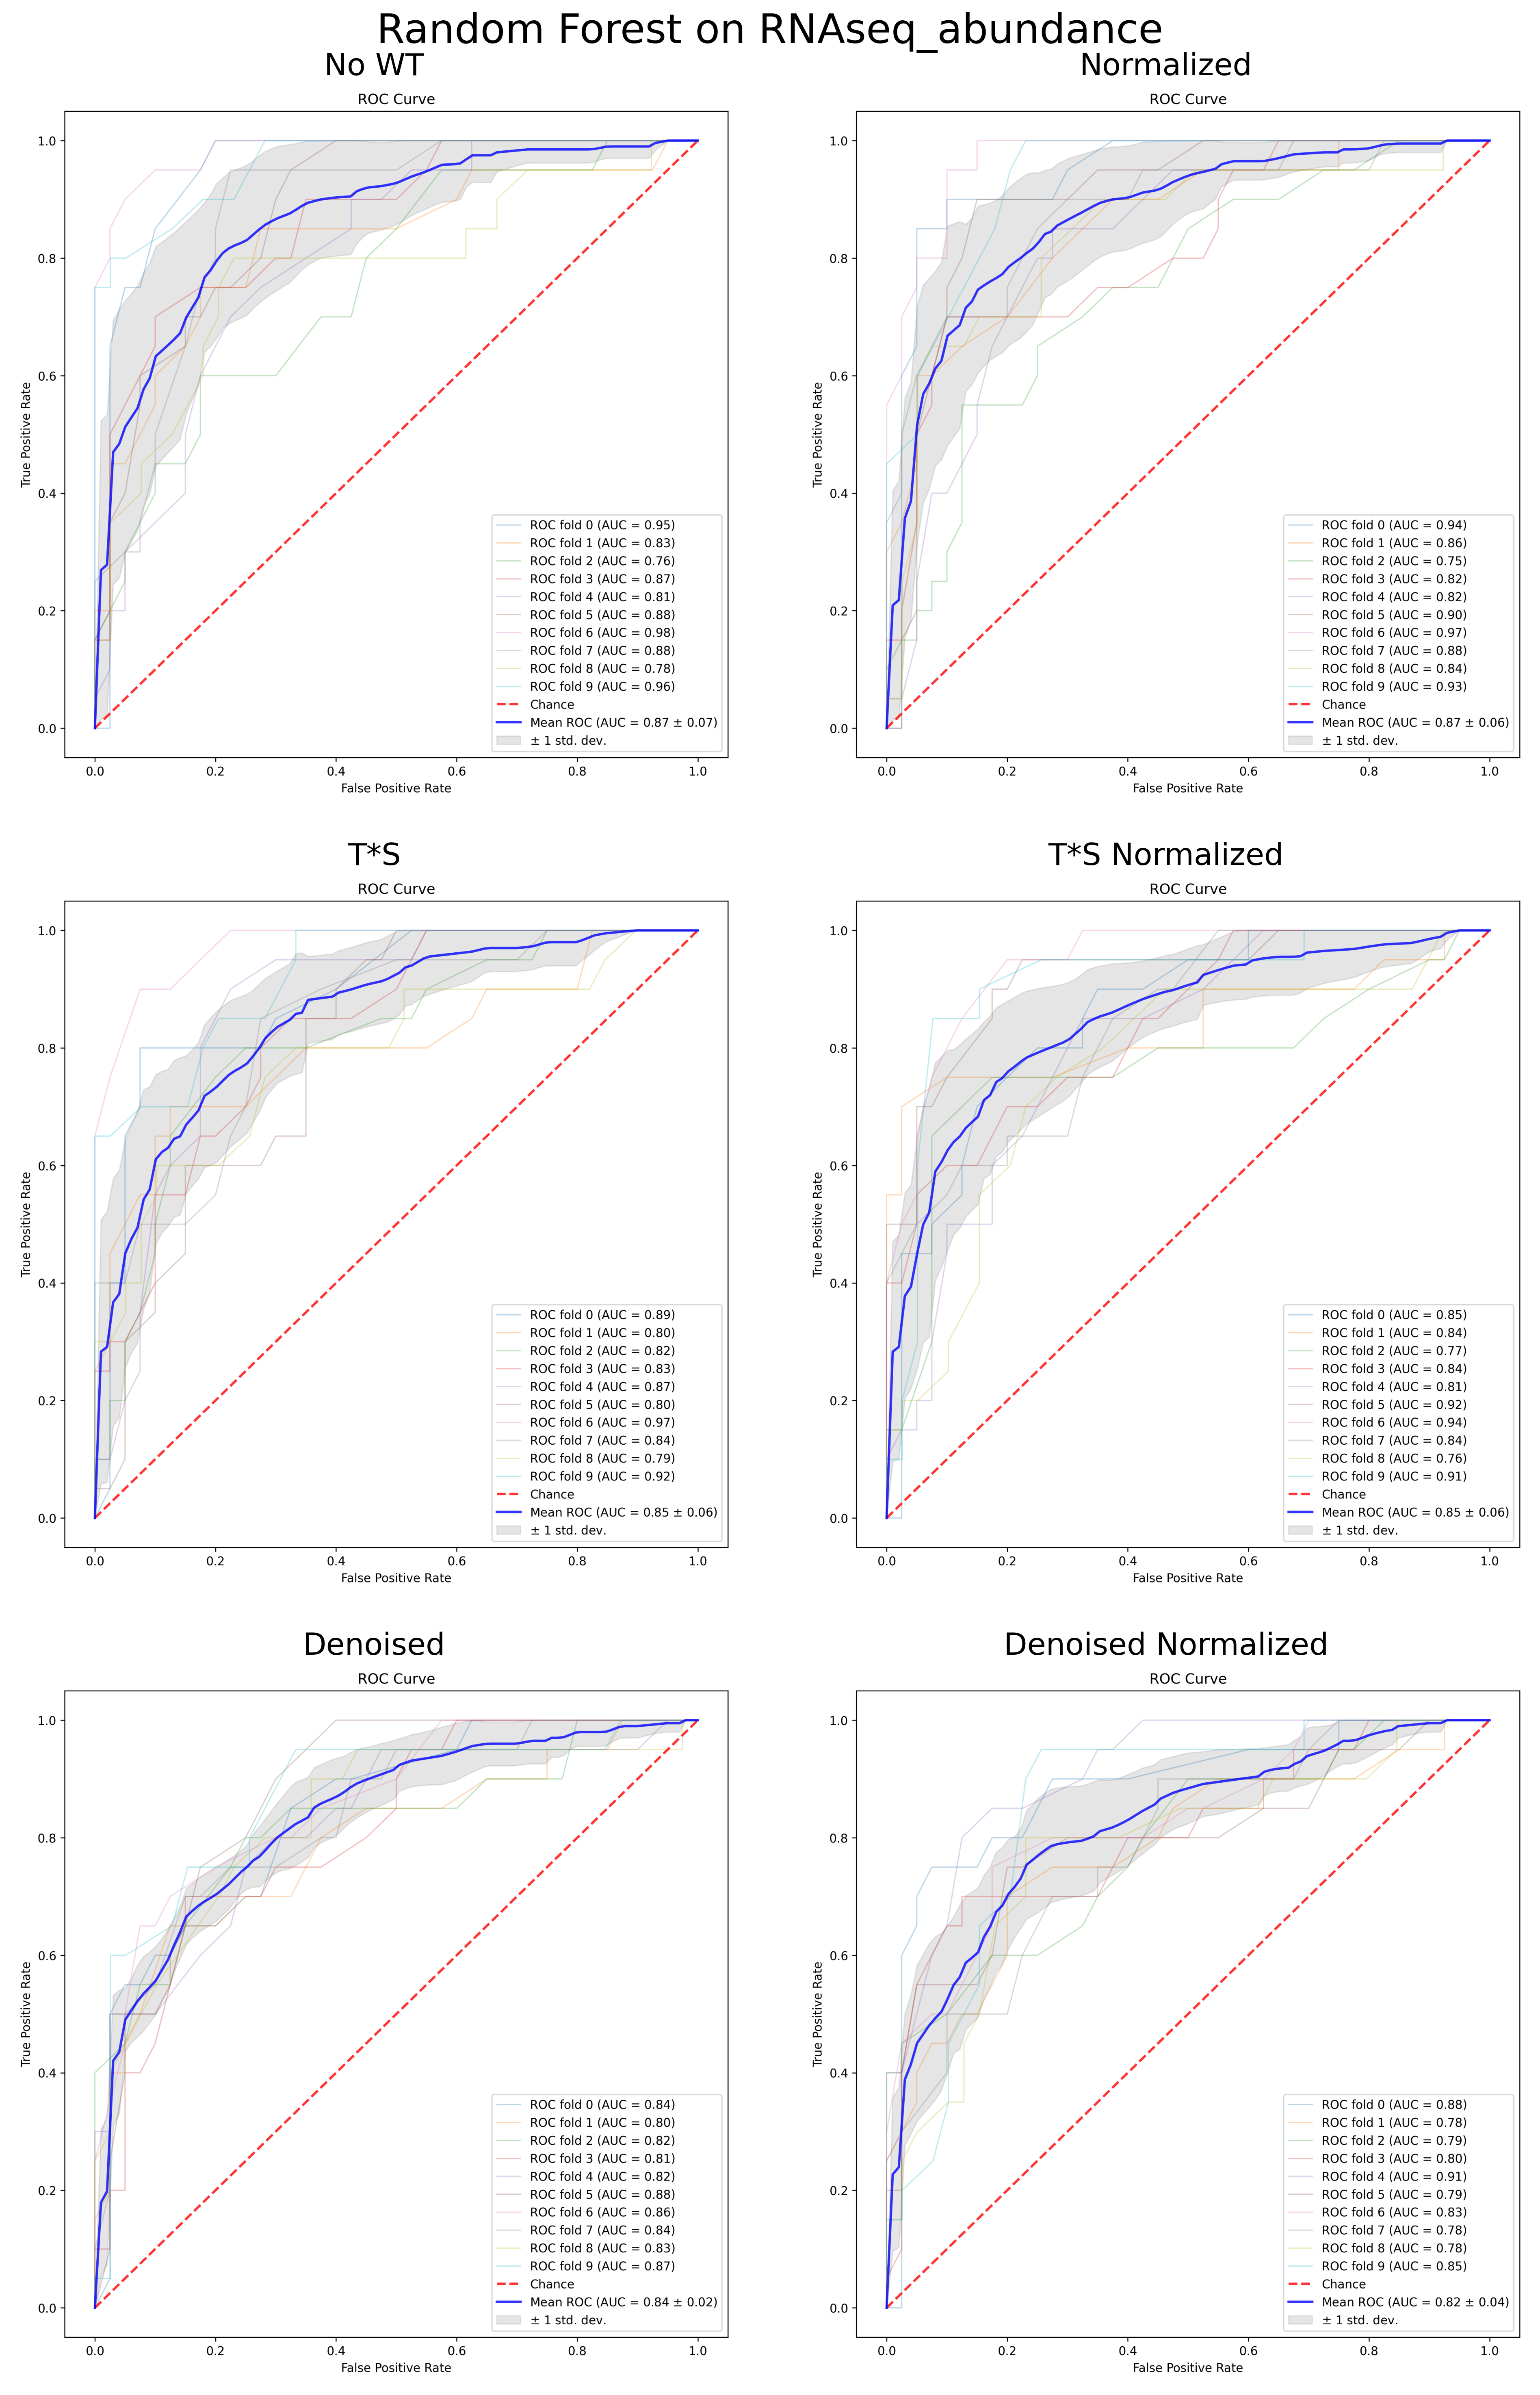 Random Forest on RNAseq_abundance
No WT
ROC Curve
True Positive Rate
1.0
0.8
0.6
0.4
0.2
0.0
ROC fold 0 (AUC = 0.95)
ROC fold 1 (AUC = 0.83)
ROC fold 2 (AUC = 0.76)
ROC fold 3 (AUC = 0.87)
ROC fold 4 (AUC = 0.81)
ROC fold 5 (AUC = 0.88)
ROC fold 6 (AUC = 0.98)
ROC fold 7 (AUC = 0.88)
ROC fold 8 (AUC = 0.78)
ROC fold 9 (AUC = 0.96)
Chance
Mean ROC (AUC = 0.87 ± 0.07)
± 1 std. dev.
0.0 0.2 0.4 0.6 0.8 1.0
False Positive Rate
Normalized
ROC Curve
True Positive Rate
1.0
0.8
0.6
0.4
0.2
0.0
ROC fold 0 (AUC = 0.94)
ROC fold 1 (AUC = 0.86)
ROC fold 2 (AUC = 0.75)
ROC fold 3 (AUC = 0.82)
ROC fold 4 (AUC = 0.82)
ROC fold 5 (AUC = 0.90)
ROC fold 6 (AUC = 0.97)
ROC fold 7 (AUC = 0.88)
ROC fold 8 (AUC = 0.84)
ROC fold 9 (AUC = 0.93)
Chance
Mean ROC (AUC = 0.87 ± 0.06)
± 1 std. dev.
0.0 0.2 0.4 0.6 0.8 1.0
False Positive Rate
T*S
ROC Curve
True Positive Rate
1.0
0.8
0.6
0.4
0.2
0.0
ROC fold 0 (AUC = 0.89)
ROC fold 1 (AUC = 0.80)
ROC fold 2 (AUC = 0.82)
ROC fold 3 (AUC = 0.83)
ROC fold 4 (AUC = 0.87)
ROC fold 5 (AUC = 0.80)
ROC fold 6 (AUC = 0.97)
ROC fold 7 (AUC = 0.84)
ROC fold 8 (AUC = 0.79)
ROC fold 9 (AUC = 0.92)
Chance
Mean ROC (AUC = 0.85 ± 0.06)
± 1 std. dev.
0.0 0.2 0.4 0.6 0.8 1.0
False Positive Rate
T*S Normalized
ROC Curve
True Positive Rate
1.0
0.8
0.6
0.4
0.2
0.0
ROC fold 0 (AUC = 0.85)
ROC fold 1 (AUC = 0.84)
ROC fold 2 (AUC = 0.77)
ROC fold 3 (AUC = 0.84)
ROC fold 4 (AUC = 0.81)
ROC fold 5 (AUC = 0.92)
ROC fold 6 (AUC = 0.94)
ROC fold 7 (AUC = 0.84)
ROC fold 8 (AUC = 0.76)
ROC fold 9 (AUC = 0.91)
Chance
Mean ROC (AUC = 0.85 ± 0.06)
± 1 std. dev.
0.0 0.2 0.4 0.6 0.8 1.0
False Positive Rate
Denoised
ROC Curve
True Positive Rate
1.0
0.8
0.6
0.4
0.2
0.0
ROC fold 0 (AUC = 0.84)
ROC fold 1 (AUC = 0.80)
ROC fold 2 (AUC = 0.82)
ROC fold 3 (AUC = 0.81)
ROC fold 4 (AUC = 0.82)
ROC fold 5 (AUC = 0.88)
ROC fold 6 (AUC = 0.86)
ROC fold 7 (AUC = 0.84)
ROC fold 8 (AUC = 0.83)
ROC fold 9 (AUC = 0.87)
Chance
Mean ROC (AUC = 0.84 ± 0.02)
± 1 std. dev.
0.0 0.2 0.4 0.6 0.8 1.0
False Positive Rate
Denoised Normalized
ROC Curve
True Positive Rate
1.0
0.8
0.6
0.4
0.2
0.0
ROC fold 0 (AUC = 0.88)
ROC fold 1 (AUC = 0.78)
ROC fold 2 (AUC = 0.79)
ROC fold 3 (AUC = 0.80)
ROC fold 4 (AUC = 0.91)
ROC fold 5 (AUC = 0.79)
ROC fold 6 (AUC = 0.83)
ROC fold 7 (AUC = 0.78)
ROC fold 8 (AUC = 0.78)
ROC fold 9 (AUC = 0.85)
Chance
Mean ROC (AUC = 0.82 ± 0.04)
± 1 std. dev.
0.0 0.2 0.4 0.6 0.8 1.0
False Positive Rate